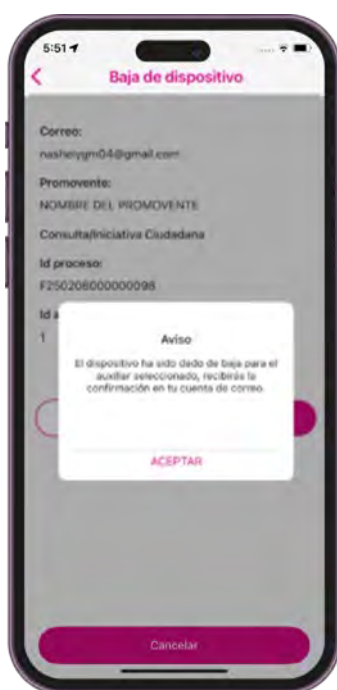 5:51
Baja de dispositivo
Correo:
nashelygm04@gmail.com
Promovente:
NOMBRE DEL PROMOVENTE
Consulta/Iniciativa Ciudadana
Id proceso:
F250206000000098
Id a
1
Aviso
El dispositivo ha sido dado de baja para el
auxiliar seleccionado, recibirás la
confirmación en tu cuenta de correo.
ACEPTAR
Cancelar